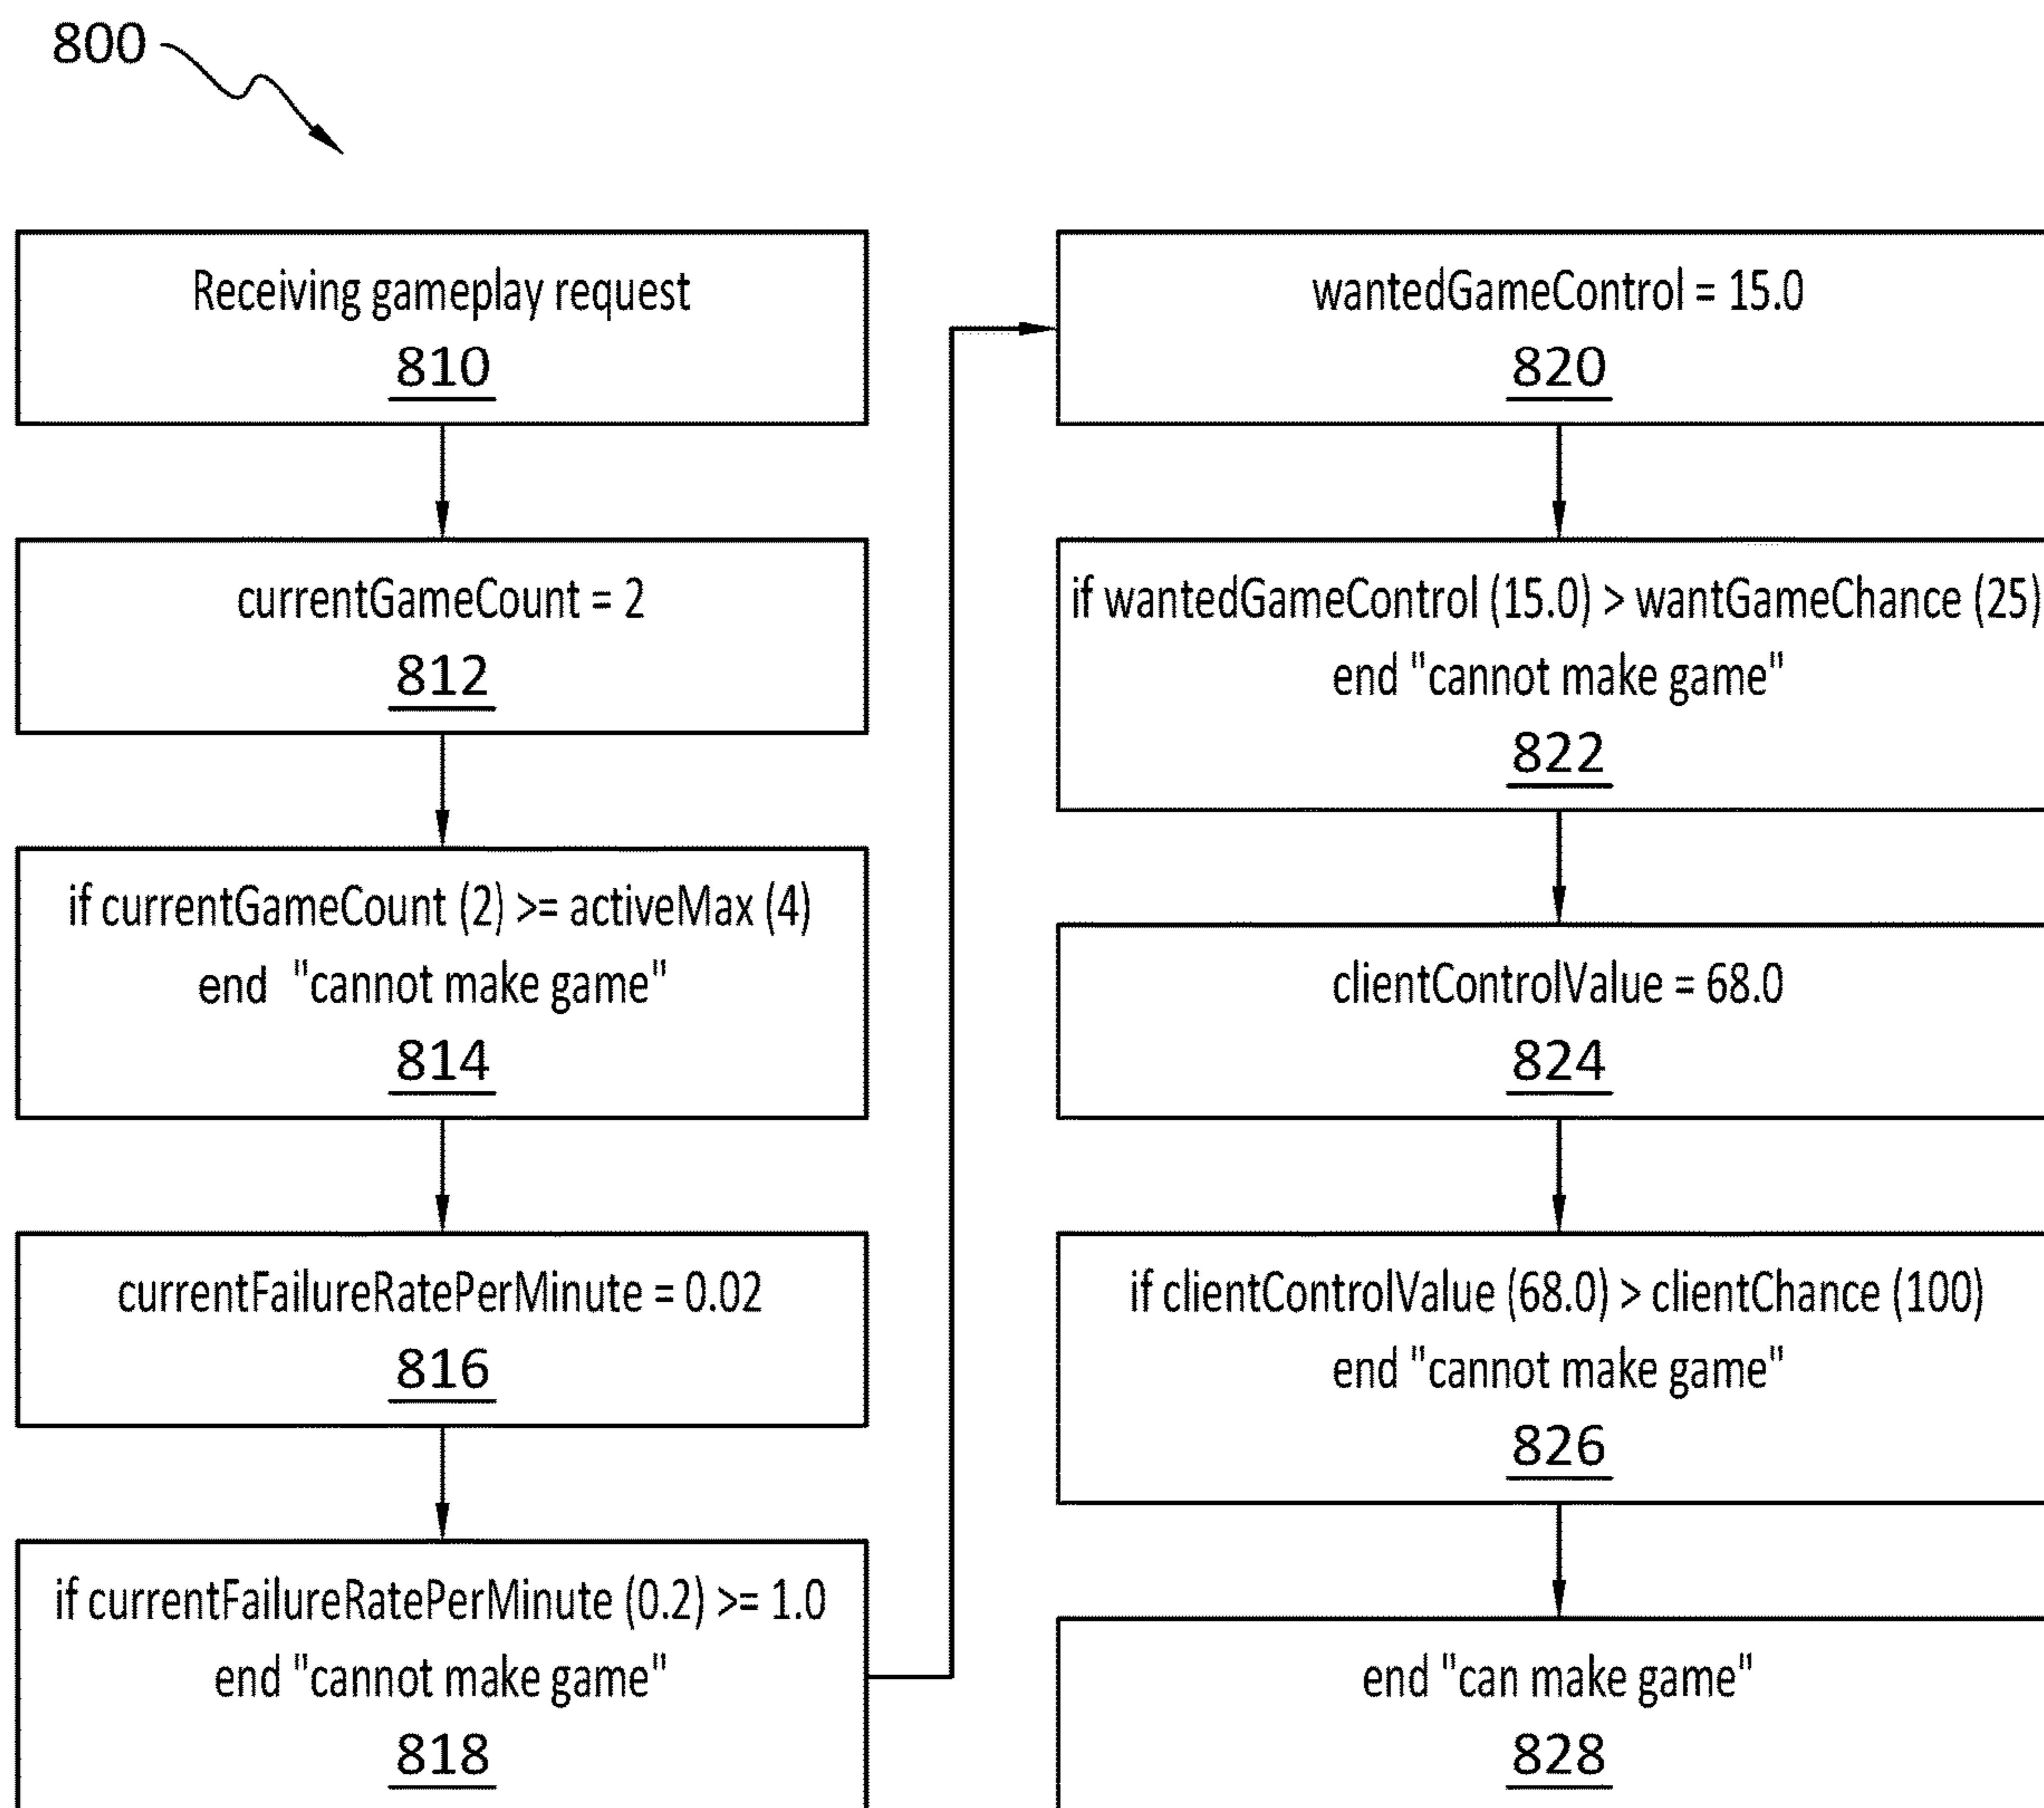 800
Receiving gameplay request
810
currentGameCount = 2
812
if currentGameCount (2) >= activeMax (4)
end "cannot make game"
814
currentFailureRatePerMinute = 0.02
816
if currentFailureRatePerMinute (0.2) >= 1.0
end "cannot make game"
818
wantedGameControl = 15.0
820
if wantedGameControl (15.0) > wantGameChance (25)
end "cannot make game"
822
clientControlValue = 68.0
824
if clientControlValue (68.0) > clientChance (100)
end "cannot make game"
826
end "can make game"
828